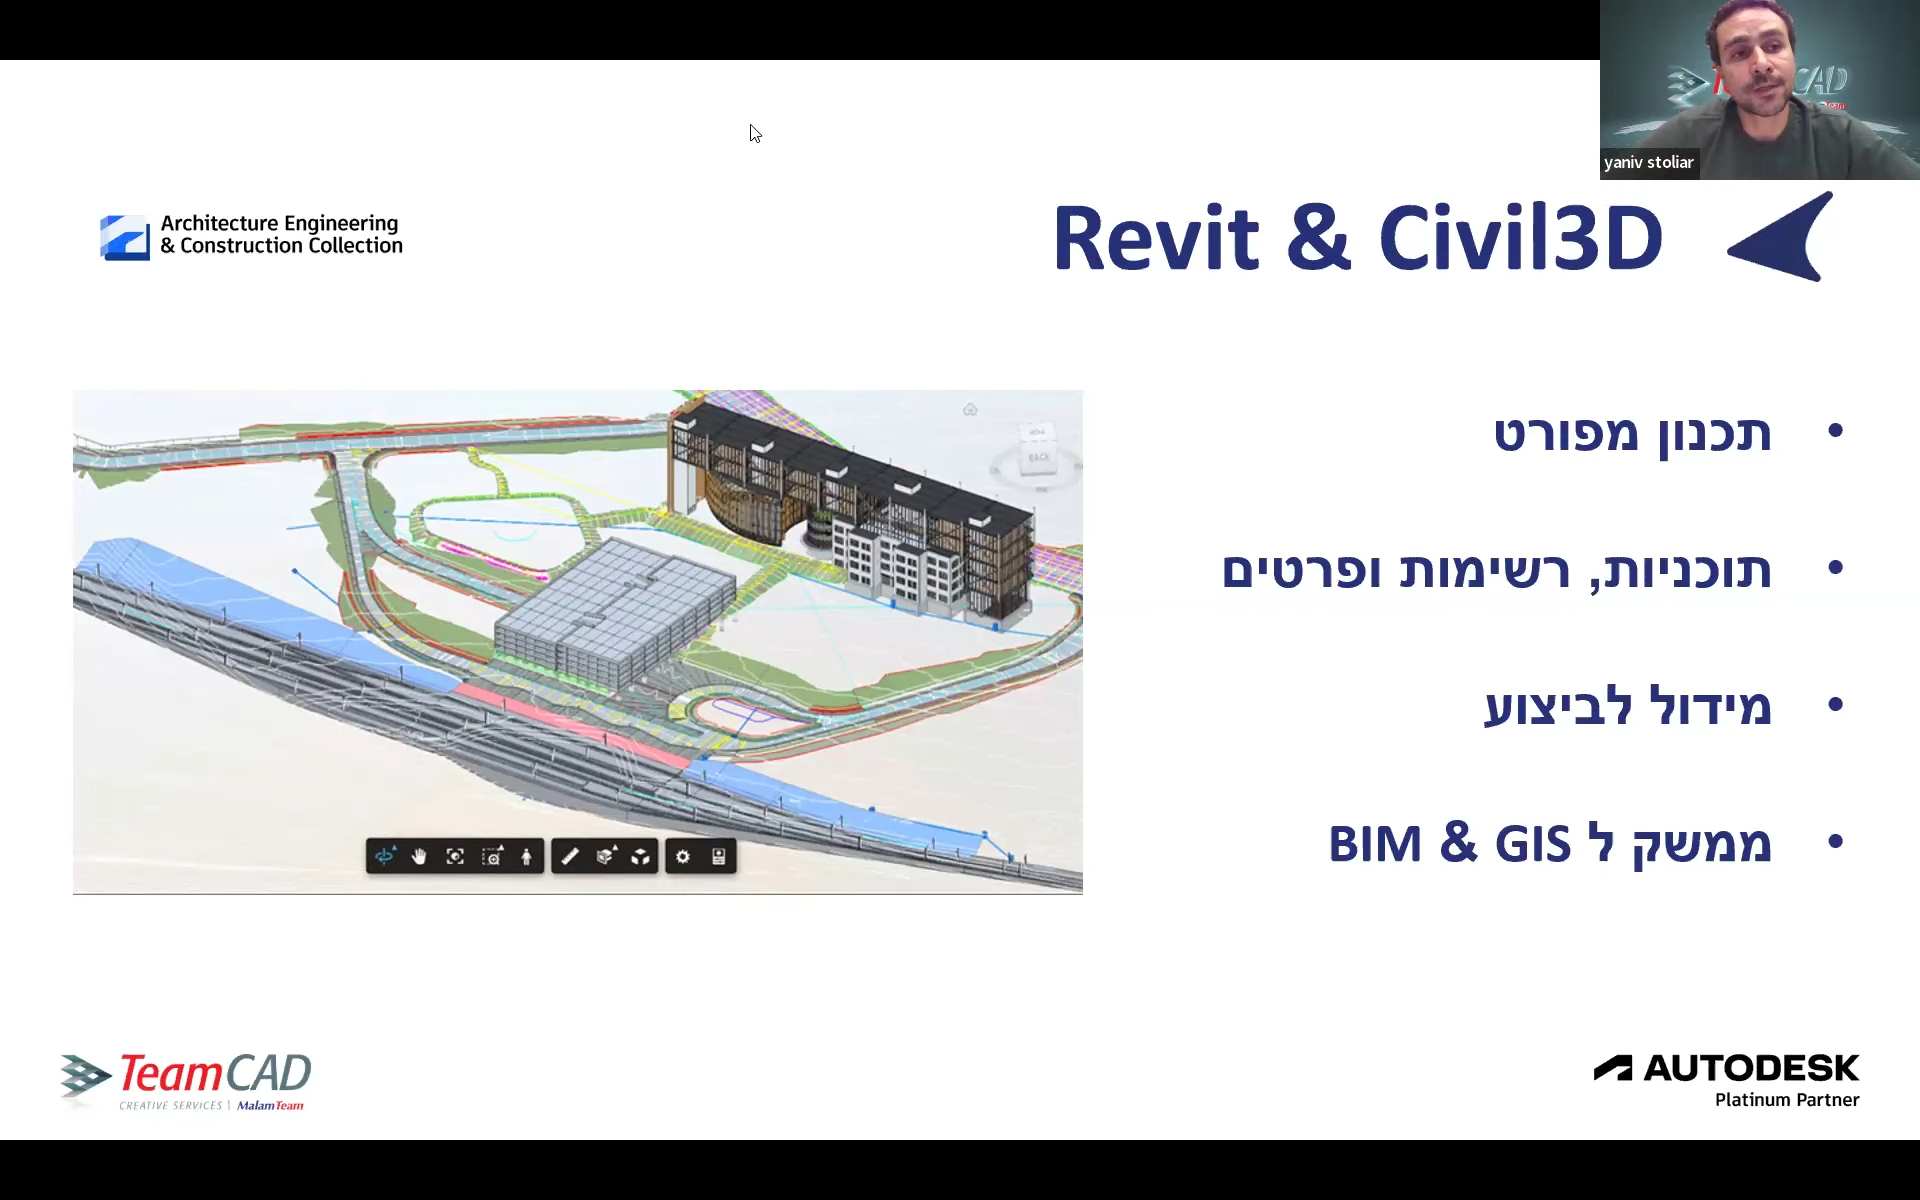 yaniv stoliar
Architecture Engineering
& Construction Collection
Revit & Civil3D
• תכנון מפורט
• תוכניות, רשימות ופרטים
• מידול לביצוע
• ממשק ל BIM & GIS
BACK
TeamCAD
CREATIVE SERVICES | MalamTeam
AUTODESK
Platinum Partner